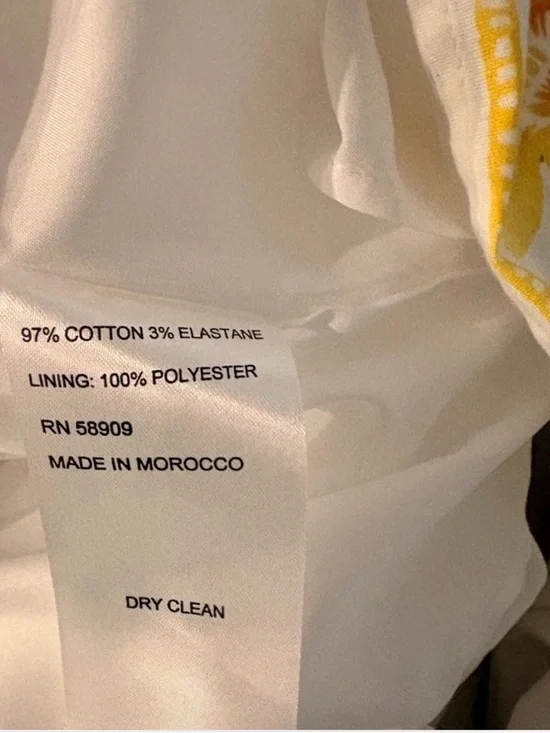 97% COTTON 3% ELASTANE
LINING: 100% POLYESTER
RN 58909
MADE IN MOROCCO
DRY CLEAN